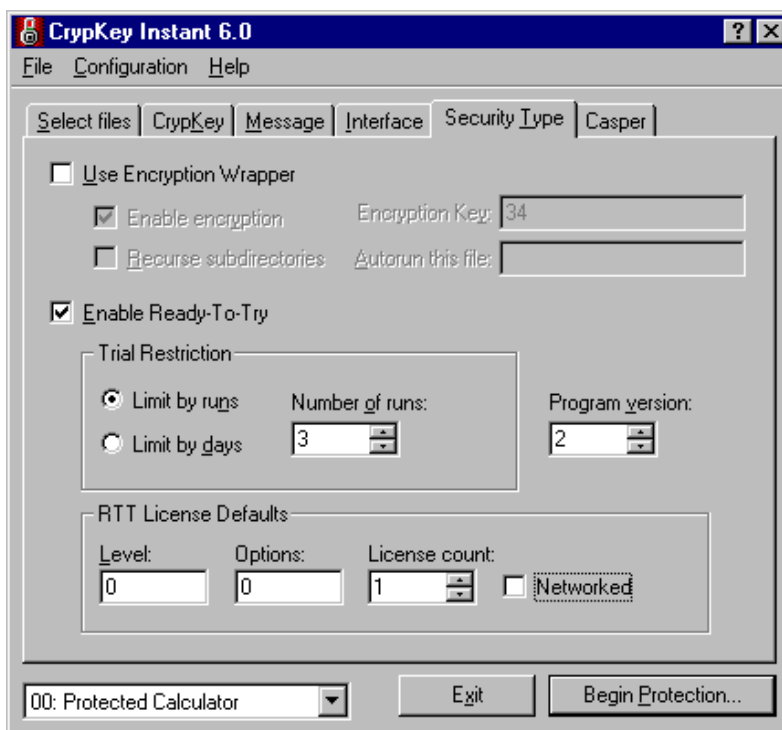 CrypKey Instant 6.0
File Configuration Help
Select files CrypKey Message Interface Security Type Casper
Use Encryption Wrapper
Enable encryption Encryption Key: 34
Recurse subdirectories Autorun this file:
Enable Ready-To-Try
Trial Restriction
Limit by runs Number of runs: Program version:
Limit by days 3 2
RTT License Defaults
Level: Options: License count:
0 0 1 Networked
00: Protected Calculator Exit Begin Protection...